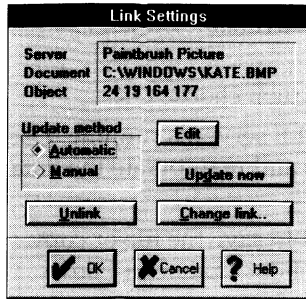 Link Settings
Server Paintbrush Picture
Document C:\WINDOWS\KATE.BMP
Object 24 19 164 177
Update method
Edit
Automatic
Manual
Update now
Unlink
Change link..
OK
Cancel
? Help